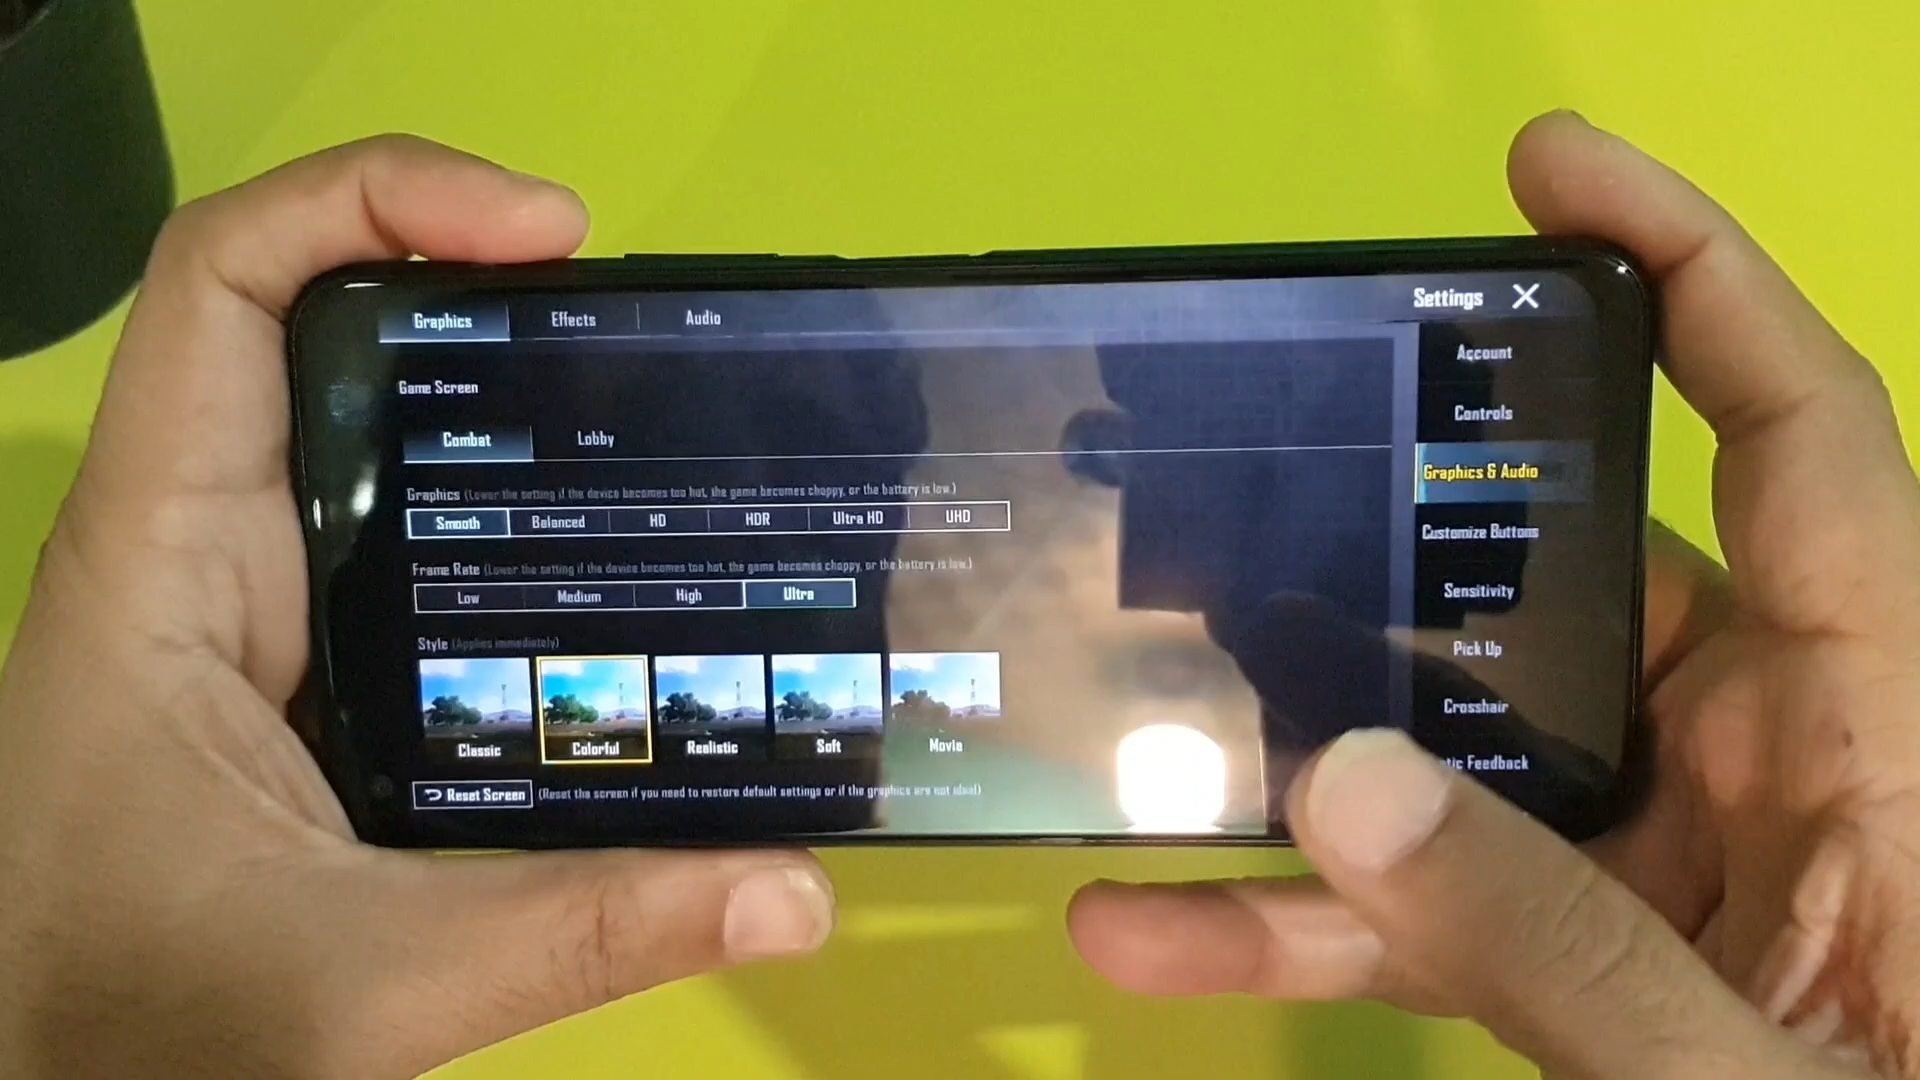 Graphics Effects Audio
Settings
Account
Controls
Graphics & Audio
Customize Buttons
Sensitivity
Pick Up
Crosshair
Feedback
Game Screen
Combat Lobby
Graphics (Lower the setting if the device becomes too hot, the game becomes choppy, or the battery is low.)
Smooth Balanced HD HDR Ultra HD UHD
Frame Rate (Lower the setting if the device becomes too hot, the game becomes choppy, or the battery is low.)
Low Medium High Ultra
Style (Applies immediately)
Classic Colorful Realistic Soft Movie
Reset Screen (Reset the screen if you need to restore default settings or if the graphics are not ideal)